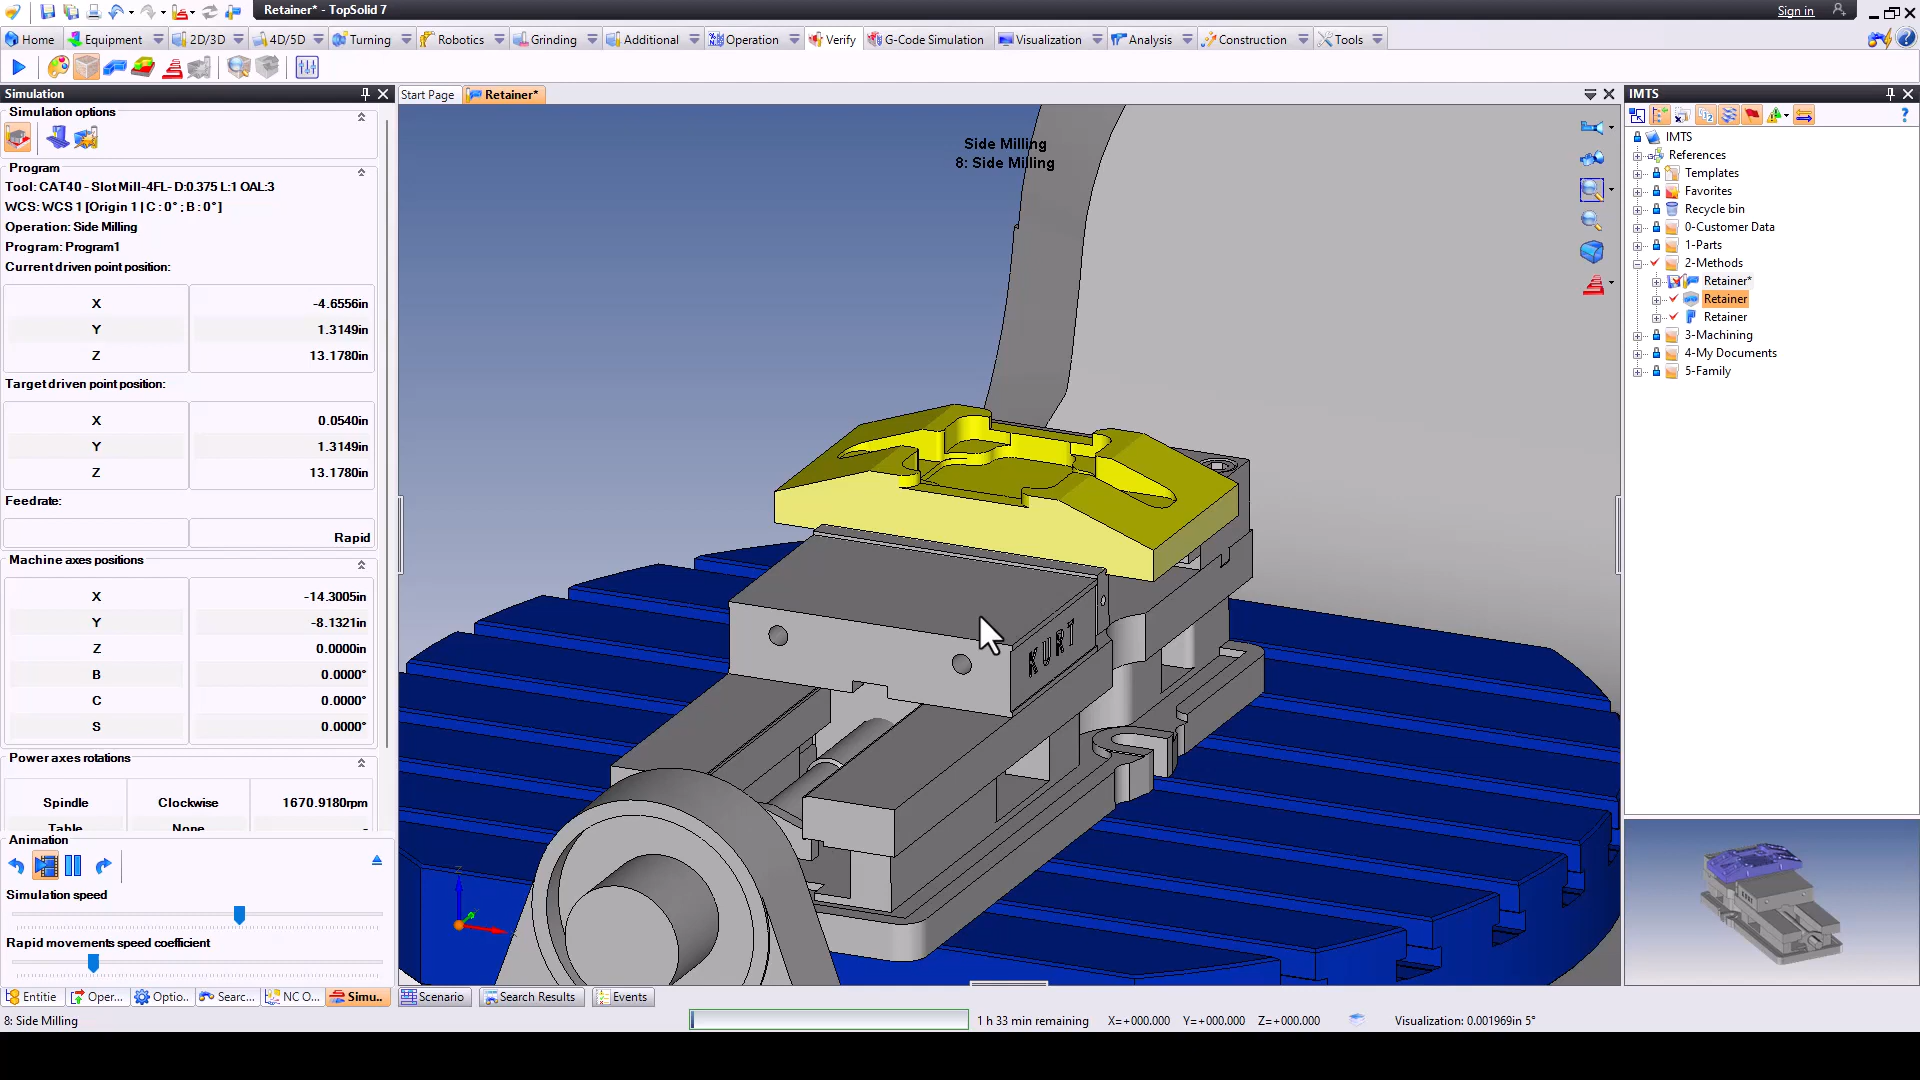 Retainer* - TopSolid 7
Sign in
Home
Equipment
2D/3D
4D/5D
Turning
Robotics
Grinding
Additional
Operation
Verify
G-Code Simulation
Visualization
Analysis
Construction
Tools
Simulation
Start Page
Retainer*
IMTS
Simulation options
Program
Tool: CAT40 - Slot Mill-4FL- D:0.375 L:1 OAL:3
WCS: WCS 1 [Origin 1 | C : 0° ; B : 0°]
Operation: Side Milling
Program: Program1
Current driven point position:
X -4.6556in
Y 1.3149in
Z 13.1780in
Target driven point position:
X 0.0540in
Y 1.3149in
Z 13.1780in
Feedrate:
Rapid
Machine axes positions
X -14.3005in
Y -8.1321in
Z 0.0000in
B 0.0000°
C 0.0000°
S 0.0000°
Power axes rotations
Spindle Clockwise 1670.9180rpm
Table None -
Animation
Simulation speed
Rapid movements speed coefficient
Side Milling
8: Side Milling
KURT
Z
IMTS
References
Templates
Favorites
Recycle bin
0-Customer Data
1-Parts
2-Methods
Retainer*
Retainer
Retainer
3-Machining
4-My Documents
5-Family
Entitie
Oper...
Optio..
Searc...
NC O...
Simu..
Scenario
Search Results
Events
8: Side Milling
1 h 33 min remaining
X=+000.000 Y=+000.000 Z=+000.000
Visualization: 0.001969in 5°